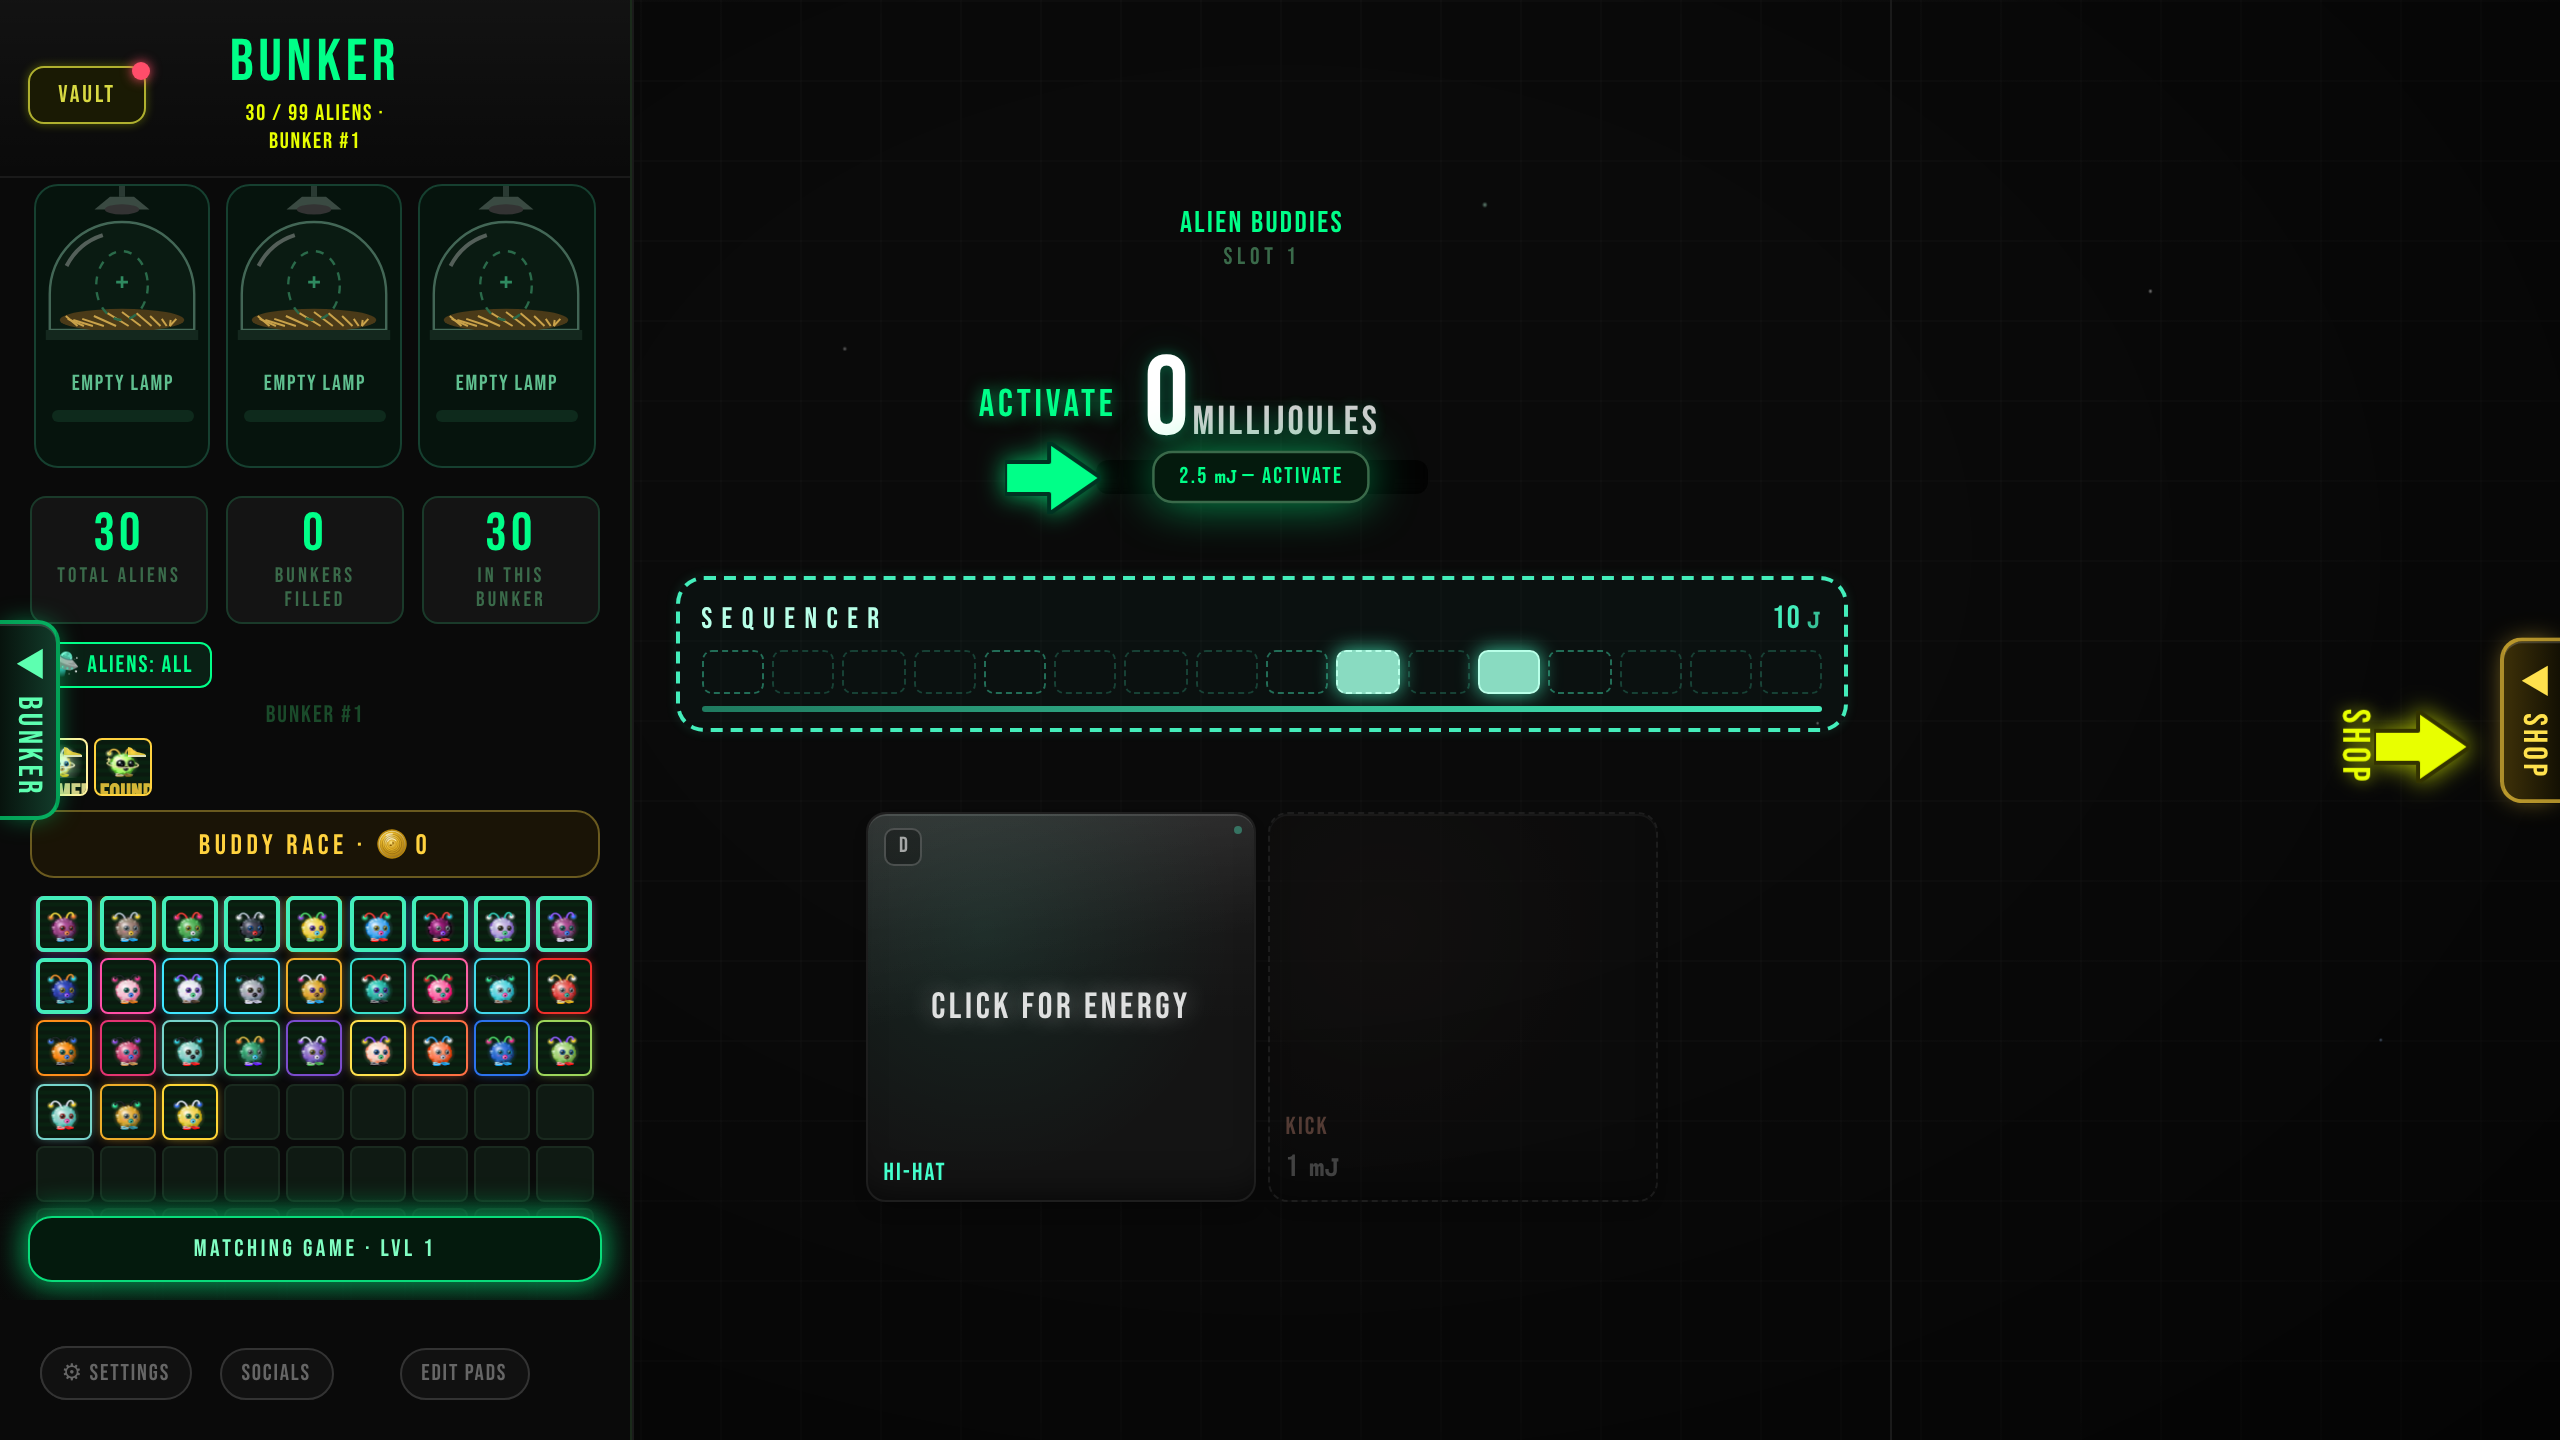 VAULT
BUNKER
30 / 99 ALIENS ·
BUNKER #1
EMPTY LAMP
EMPTY LAMP
EMPTY LAMP
30
TOTAL ALIENS
0
BUNKERS
FILLED
30
IN THIS
BUNKER
ALIENS: ALL
BUNKER
BUNKER #1
BUDDY RACE · 0
MATCHING GAME · LVL 1
⚙ SETTINGS
SOCIALS
EDIT PADS
ALIEN BUDDIES
SLOT 1
ACTIVATE
0 MILLIJOULES
2.5 mJ — ACTIVATE
SEQUENCER
10 J
D
CLICK FOR ENERGY
HI-HAT
KICK
1 mJ
SHOP
SHOP